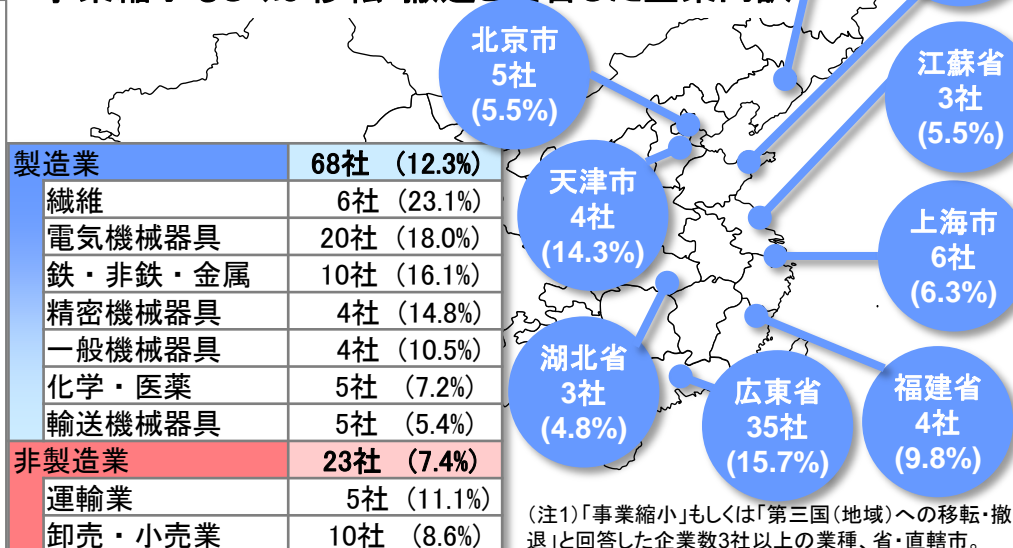 北京市
5社
(5.5%)
江蘇省
3社
(5.5%)
製造業 68社 (12.3%)
繊維 6社 (23.1%)
電気機械器具 20社 (18.0%)
鉄・非鉄・金属 10社 (16.1%)
精密機械器具 4社 (14.8%)
一般機械器具 4社 (10.5%)
化学・医薬 5社 (7.2%)
輸送機械器具 5社 (5.4%)
非製造業 23社 (7.4%)
運輸業 5社 (11.1%)
卸売・小売業 10社 (8.6%)
天津市
4社
(14.3%)
上海市
6社
(6.3%)
湖北省
3社
(4.8%)
広東省
35社
(15.7%)
福建省
4社
(9.8%)
(注1)「事業縮小」もしくは「第三国(地域)への移転・撤
退」と回答した企業数3社以上の業種、省・直轄市。